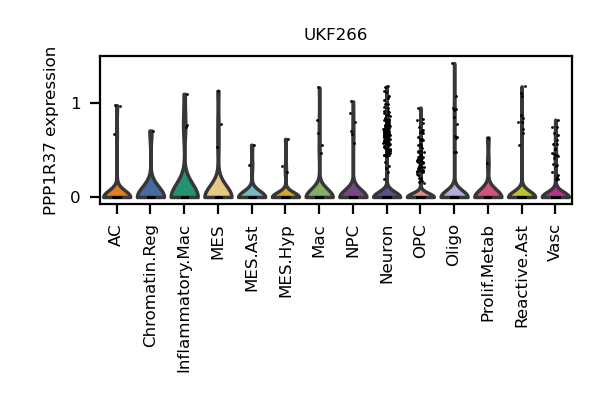 UKF266
PPP1R37 expression
1
0
AC
Chromatin.Reg
Inflammatory.Mac
MES
MES.Ast
MES.Hyp
Mac
NPC
Neuron
OPC
Oligo
Prolif.Metab
Reactive.Ast
Vasc